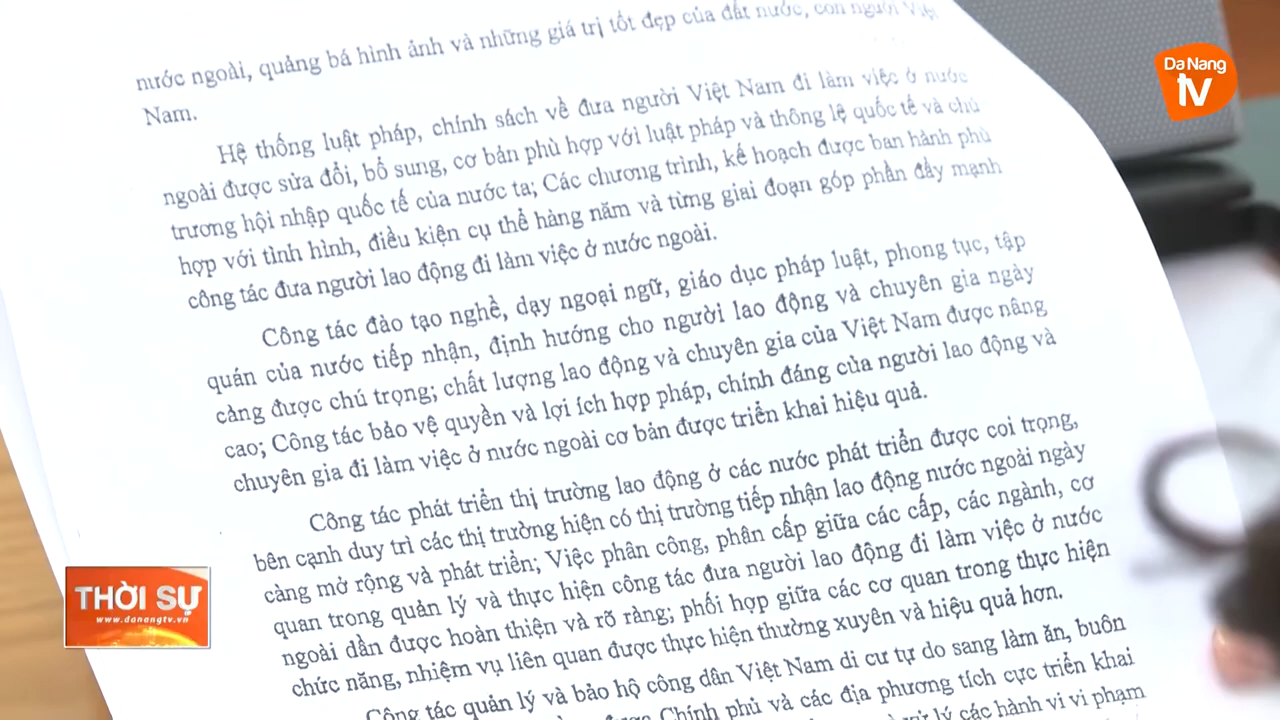 nước ngoài, quảng bá hình ảnh và những giá trị tốt đẹp của đất nước, con người Việt
Nam.
Hệ thống luật pháp, chính sách về đưa người Việt Nam đi làm việc ở nước
ngoài được sửa đổi, bổ sung, cơ bản phù hợp với luật pháp và thông lệ quốc tế và chủ
trương hội nhập quốc tế của nước ta; Các chương trình, kế hoạch được ban hành phù
hợp với tình hình, điều kiện cụ thể hàng năm và từng giai đoạn góp phần đẩy mạnh
công tác đưa người lao động đi làm việc ở nước ngoài.
Công tác đào tạo nghề, dạy ngoại ngữ, giáo dục pháp luật, phong tục, tập
quán của nước tiếp nhận, định hướng cho người lao động và chuyên gia ngày
càng được chú trọng; chất lượng lao động và chuyên gia của Việt Nam được nâng
cao; Công tác bảo vệ quyền và lợi ích hợp pháp, chính đáng của người lao động và
chuyên gia đi làm việc ở nước ngoài cơ bản được triển khai hiệu quả.
Công tác phát triển thị trường lao động ở các nước phát triển được coi trọng,
bên cạnh duy trì các thị trường hiện có thị trường tiếp nhận lao động nước ngoài ngày
càng mở rộng và phát triển; Việc phân công, phân cấp giữa các cấp, các ngành, cơ
quan trong quản lý và thực hiện công tác đưa người lao động đi làm việc ở nước
ngoài dần được hoàn thiện và rõ ràng; phối hợp giữa các cơ quan trong thực hiện
chức năng, nhiệm vụ liên quan được thực hiện thường xuyên và hiệu quả hơn.
Công tác quản lý và bảo hộ công dân Việt Nam di cư tự do sang làm ăn, buôn
được Chính phủ và các địa phương tích cực triển khai
xử lý các hành vi vi phạm
Da Nang
TV
THỜI SỰ
www.danangtv.vn